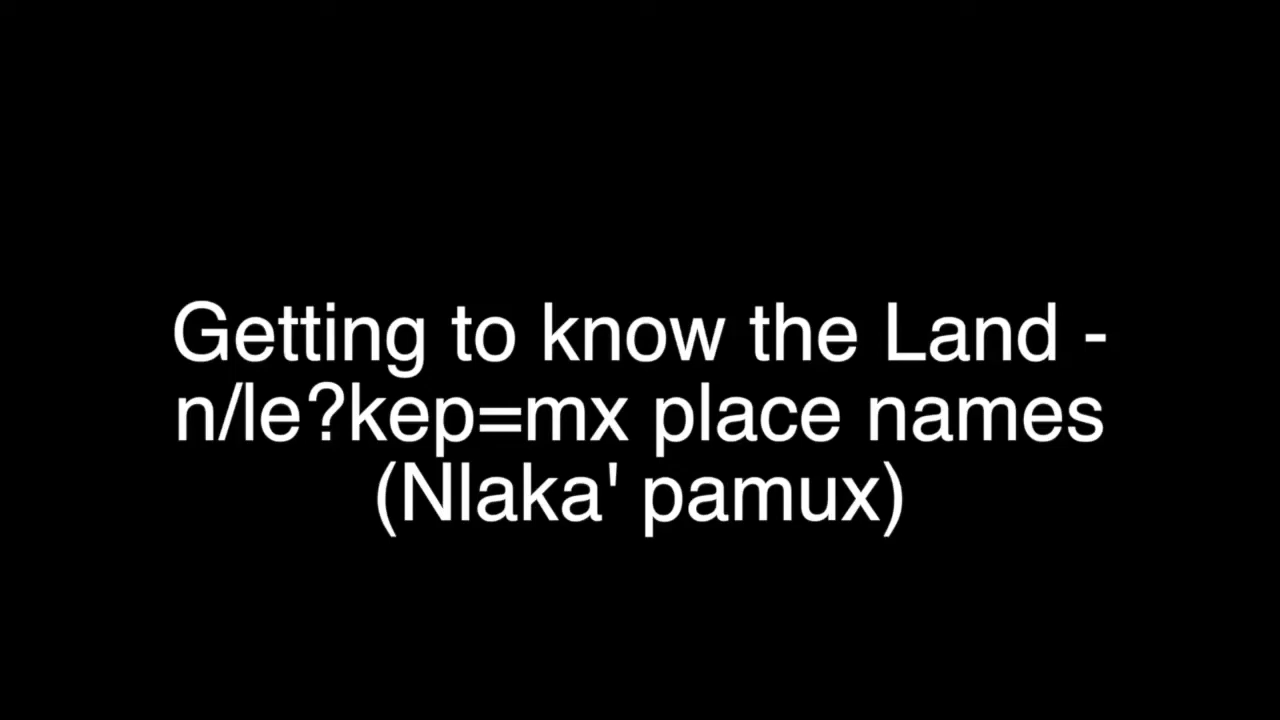 Getting to know the Land -
n/le?kep=mx place names
(Nlaka' pamux)